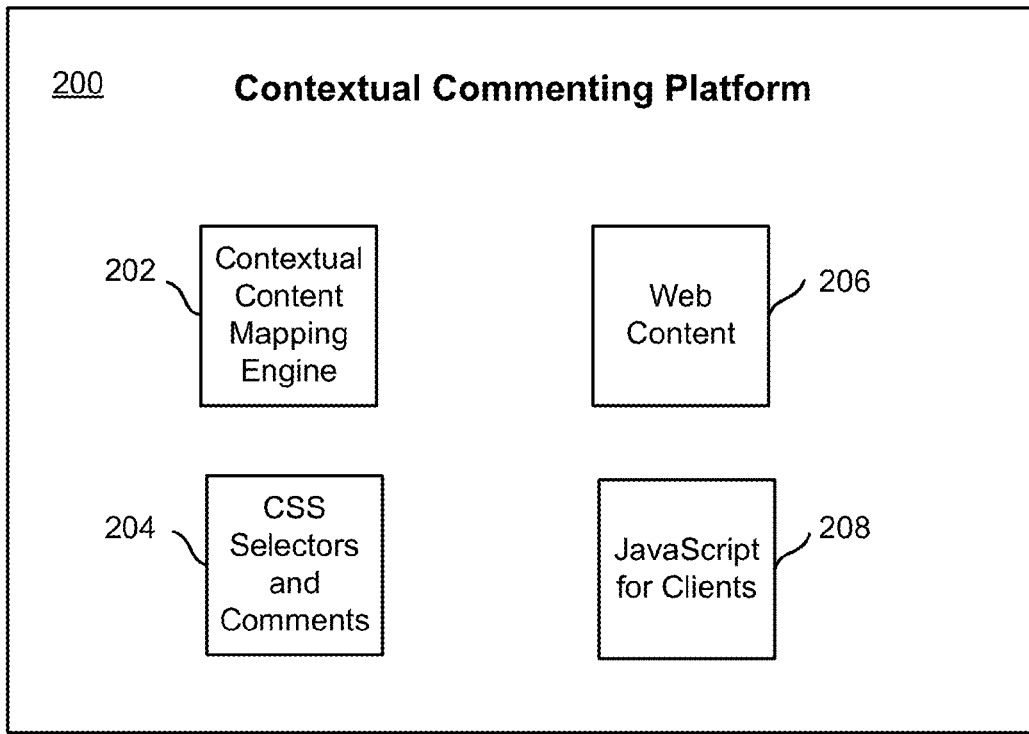 200
Contextual Commenting Platform
202
Contextual
Content
Mapping
Engine
Web
Content
206
204
CSS
Selectors
and
Comments
JavaScript
for Clients
208